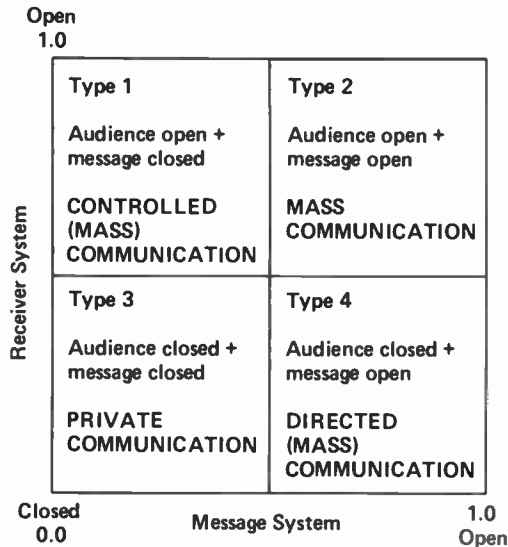 Open
1.0
Type 1
Audience open +
message closed
CONTROLLED
(MASS)
COMMUNICATION
Type 2
Audience open +
message open
MASS
COMMUNICATION
Receiver System
Type 3
Audience closed +
message closed
PRIVATE
COMMUNICATION
Type 4
Audience closed +
message open
DIRECTED
(MASS)
COMMUNICATION
Closed
0.0
Message System
1.0
Open